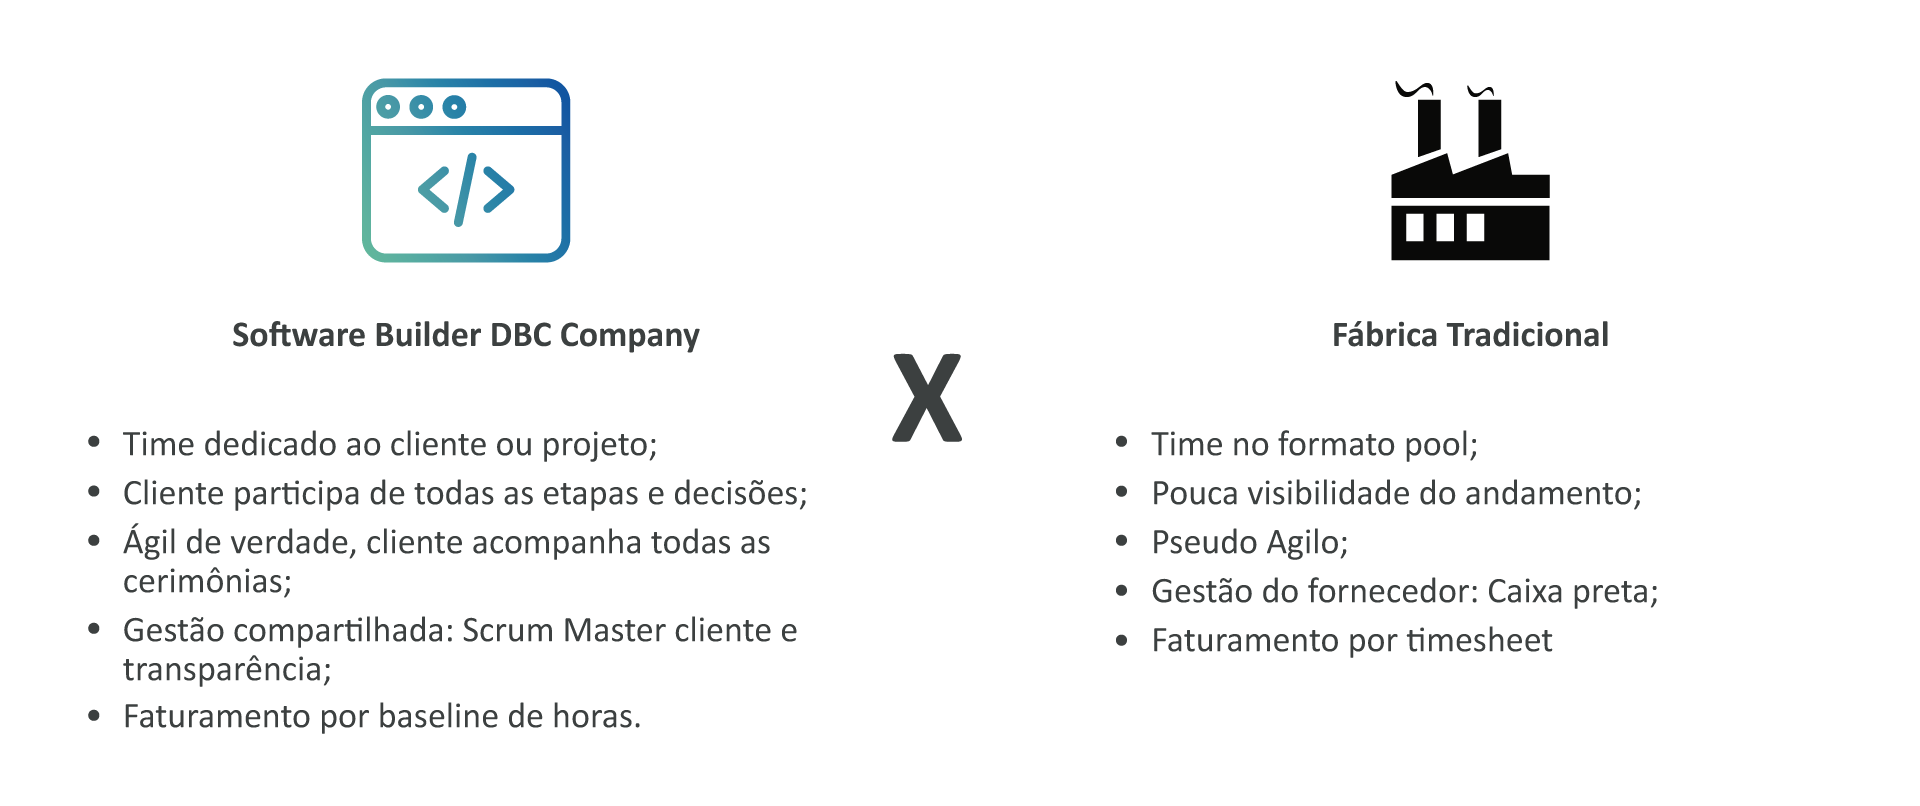 </>
Software Builder DBC Company
• Time dedicado ao cliente ou projeto;
• Cliente participa de todas as etapas e decisões;
• Ágil de verdade, cliente acompanha todas as
cerimônias;
• Gestão compartilhada: Scrum Master cliente e
transparência;
• Faturamento por baseline de horas.
X
Fábrica Tradicional
• Time no formato pool;
• Pouca visibilidade do andamento;
• Pseudo Agilo;
• Gestão do fornecedor: Caixa preta;
• Faturamento por timesheet